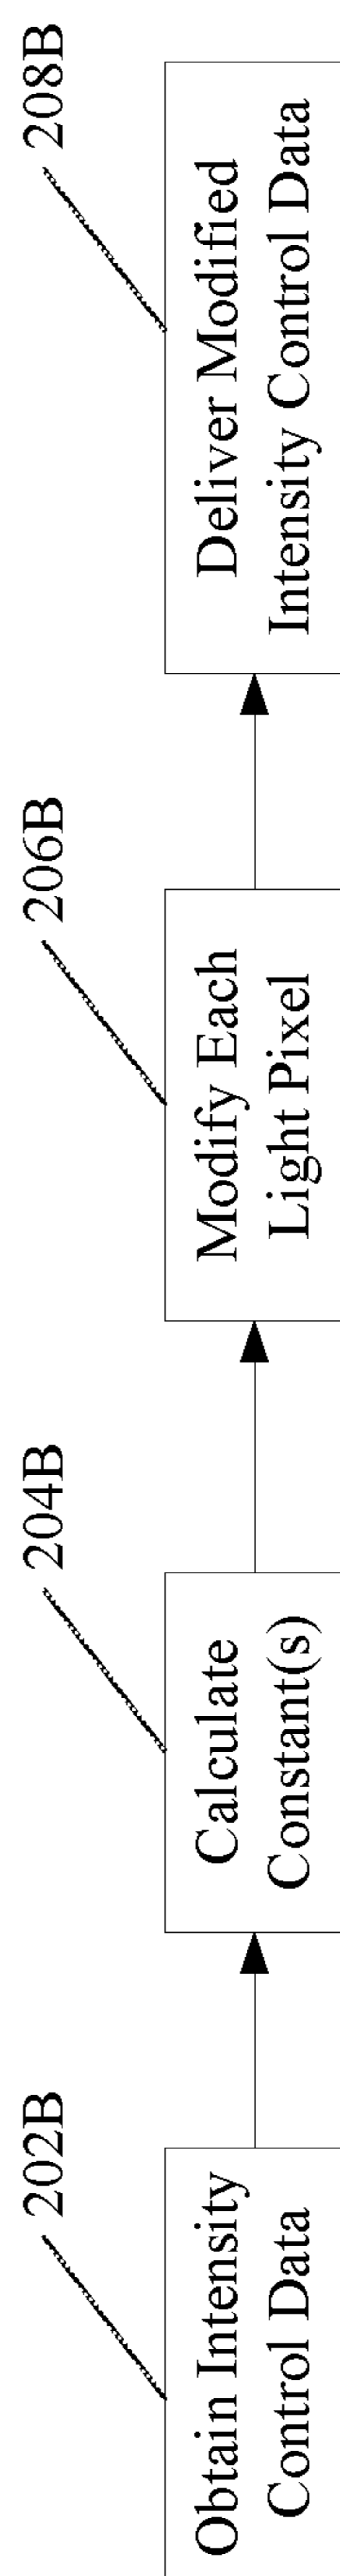 202B
Obtain Intensity
Control Data
204B
Calculate
Constant(s)
206B
Modify Each
Light Pixel
208B
Deliver Modified
Intensity Control Data